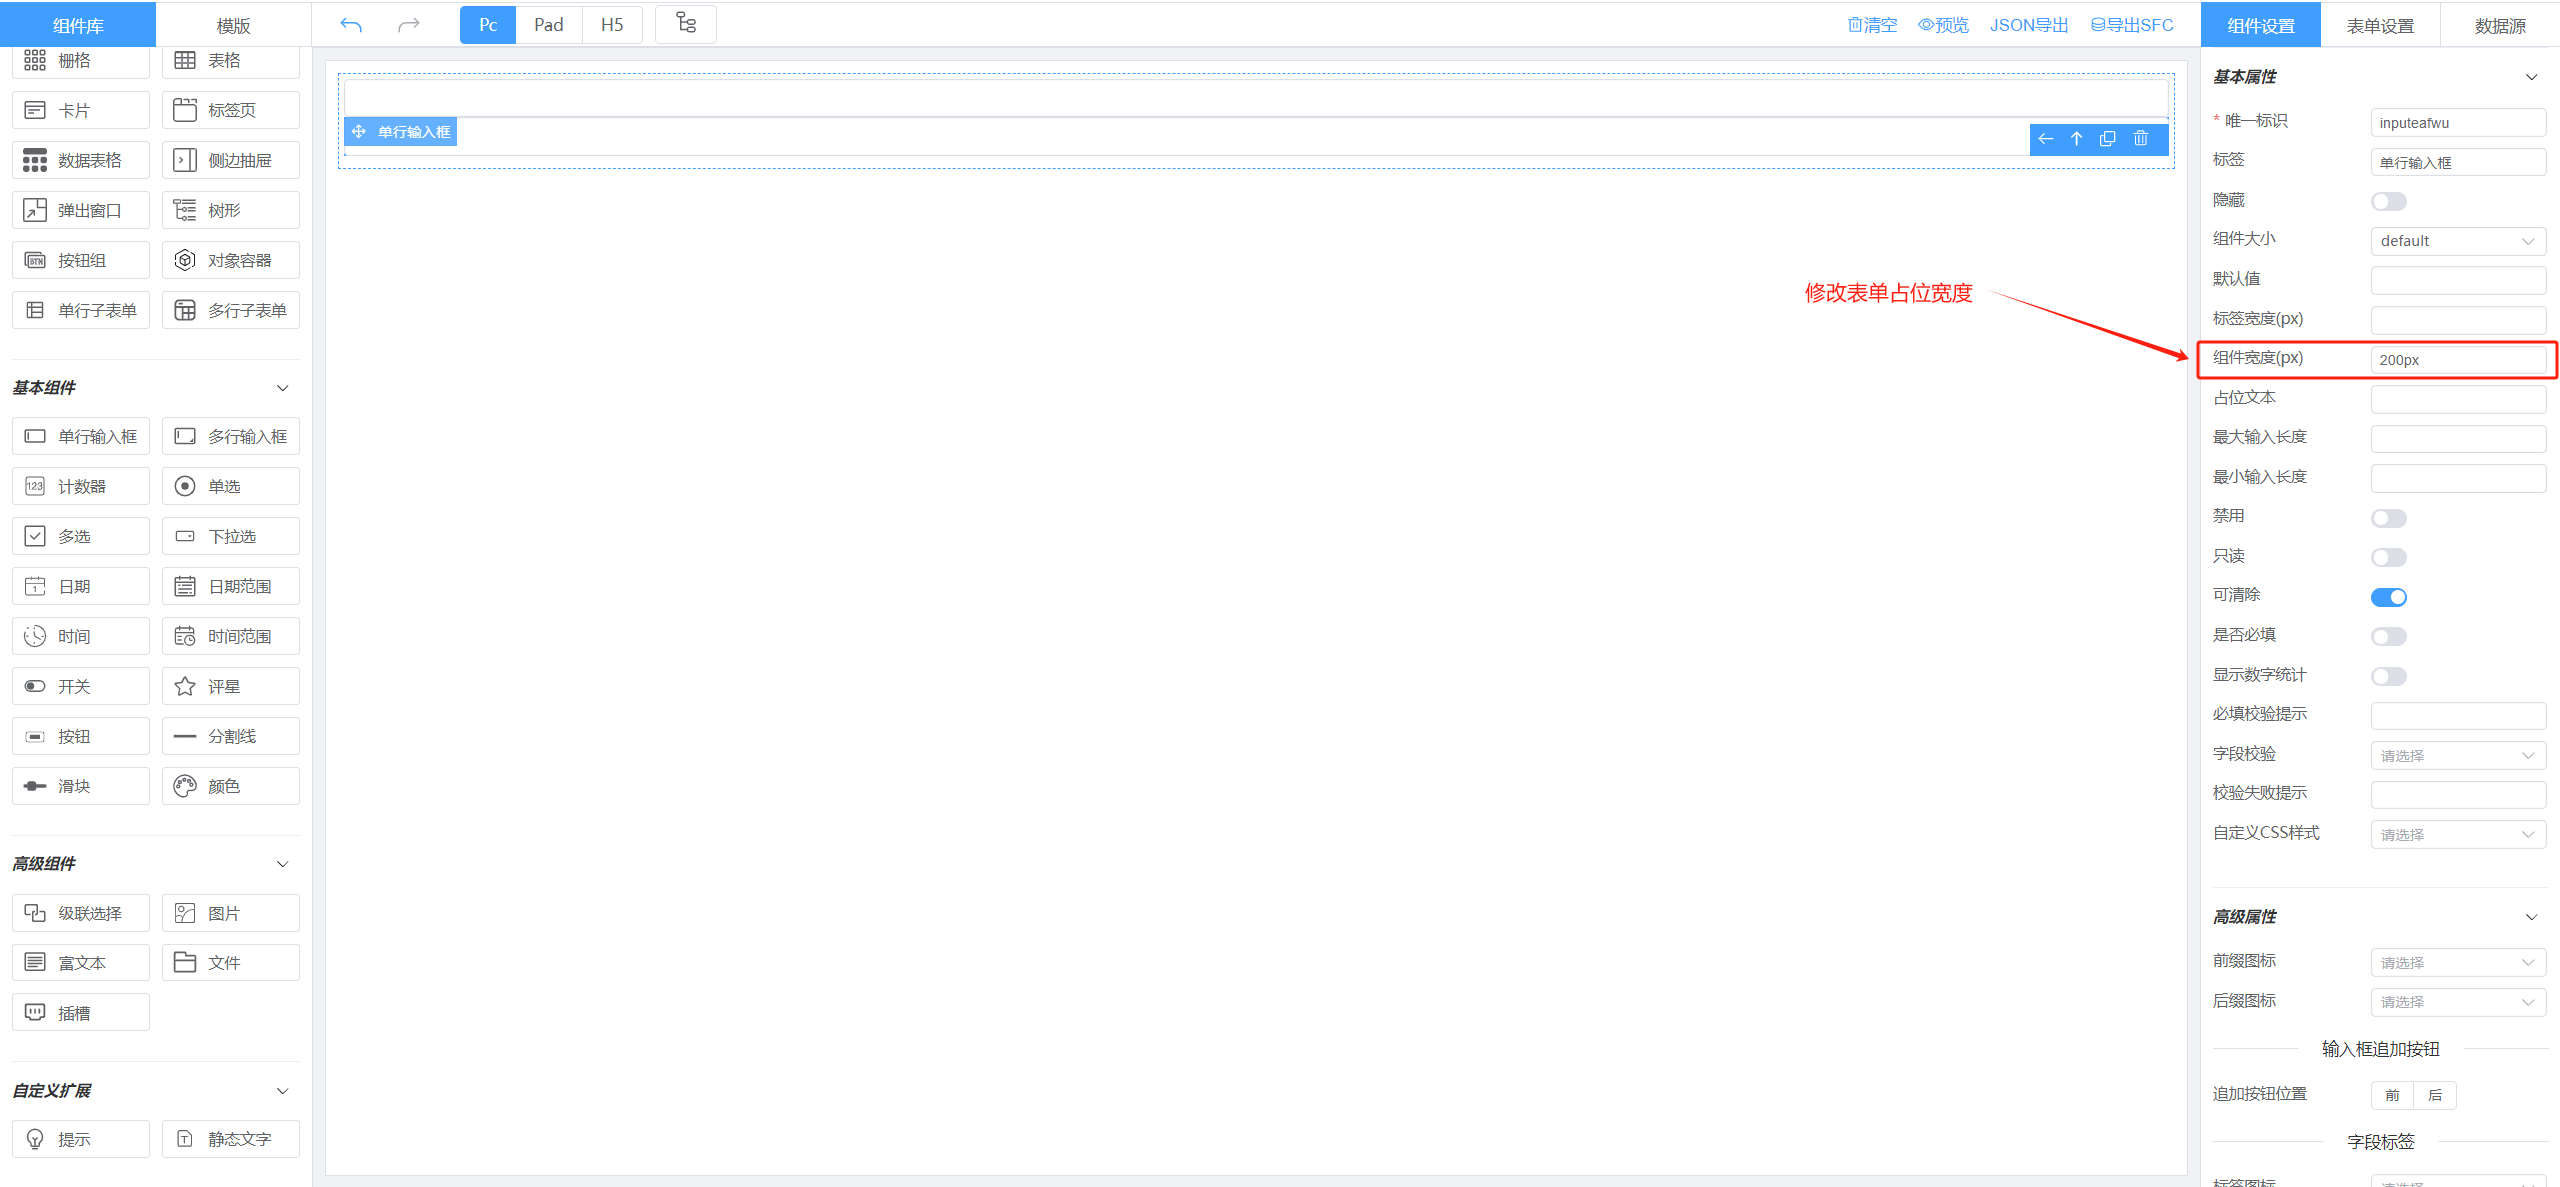 组件库
模版
Pc
Pad
H5
清空
预览
JSON导出
导出SFC
组件设置
表单设置
数据源
栅格
表格
卡片
标签页
数据表格
侧边抽屉
弹出窗口
树形
BTN
按钮组
对象容器
单行子表单
多行子表单
基本组件
单行输入框
多行输入框
123
计数器
单选
多选
下拉选
1
日期
日期范围
时间
时间范围
开关
评星
按钮
分割线
滑块
颜色
高级组件
级联选择
图片
富文本
文件
插槽
自定义扩展
提示
T
静态文字
单行输入框
修改表单占位宽度
基本属性
* 唯一标识
inputeafwu
标签
单行输入框
隐藏
组件大小
default
默认值
标签宽度(px)
组件宽度(px)
200px
占位文本
最大输入长度
最小输入长度
禁用
只读
可清除
是否必填
显示数字统计
必填校验提示
字段校验
请选择
校验失败提示
自定义CSS样式
请选择
高级属性
前缀图标
请选择
后缀图标
请选择
输入框追加按钮
追加按钮位置
前
后
字段标签
标签图标
请选择